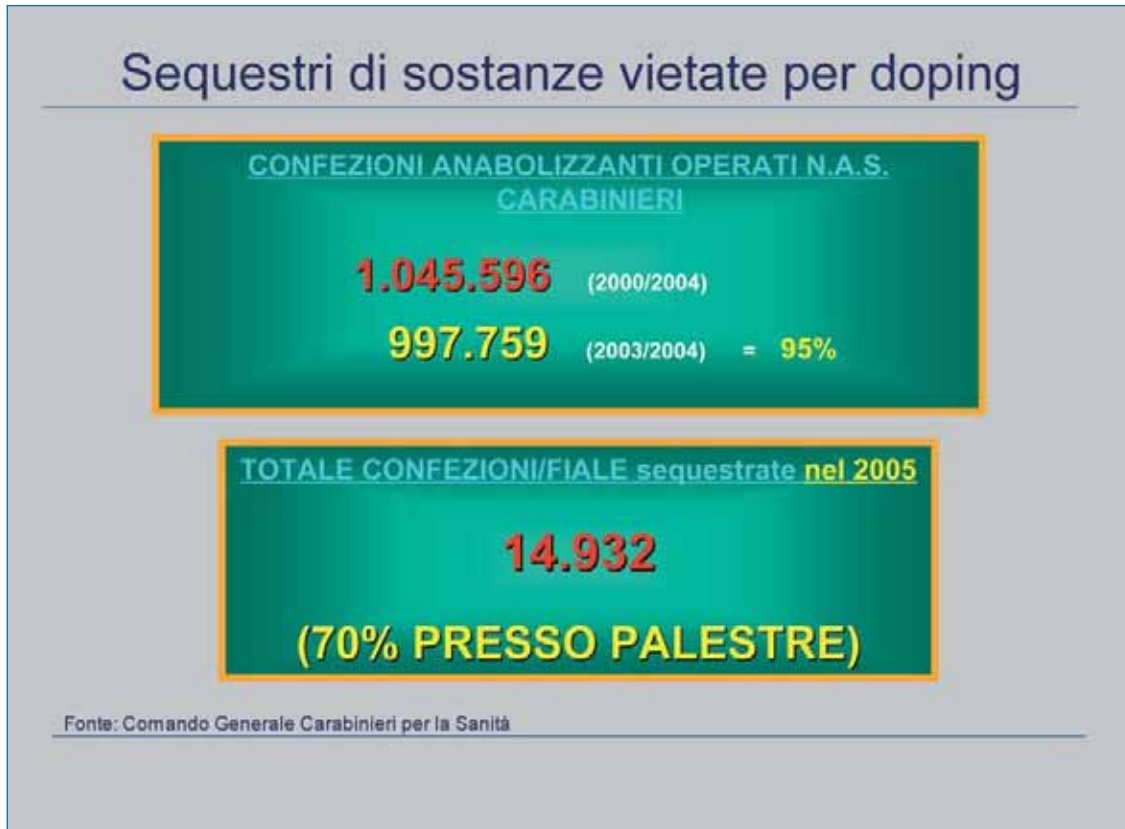 Sequestri di sostanze vietate per doping
CONFEZIONI ANABOLIZZANTI OPERATI N.A.S.
CARABINIERI
1.045.596 (2000/2004)
997.759 (2003/2004) = 95%
TOTALE CONFEZIONI/FIALE sequestrate nel 2005
14.932
(70% PRESSO PALESTRE)
Fonte: Comando Generale Carabinieri per la Sanità